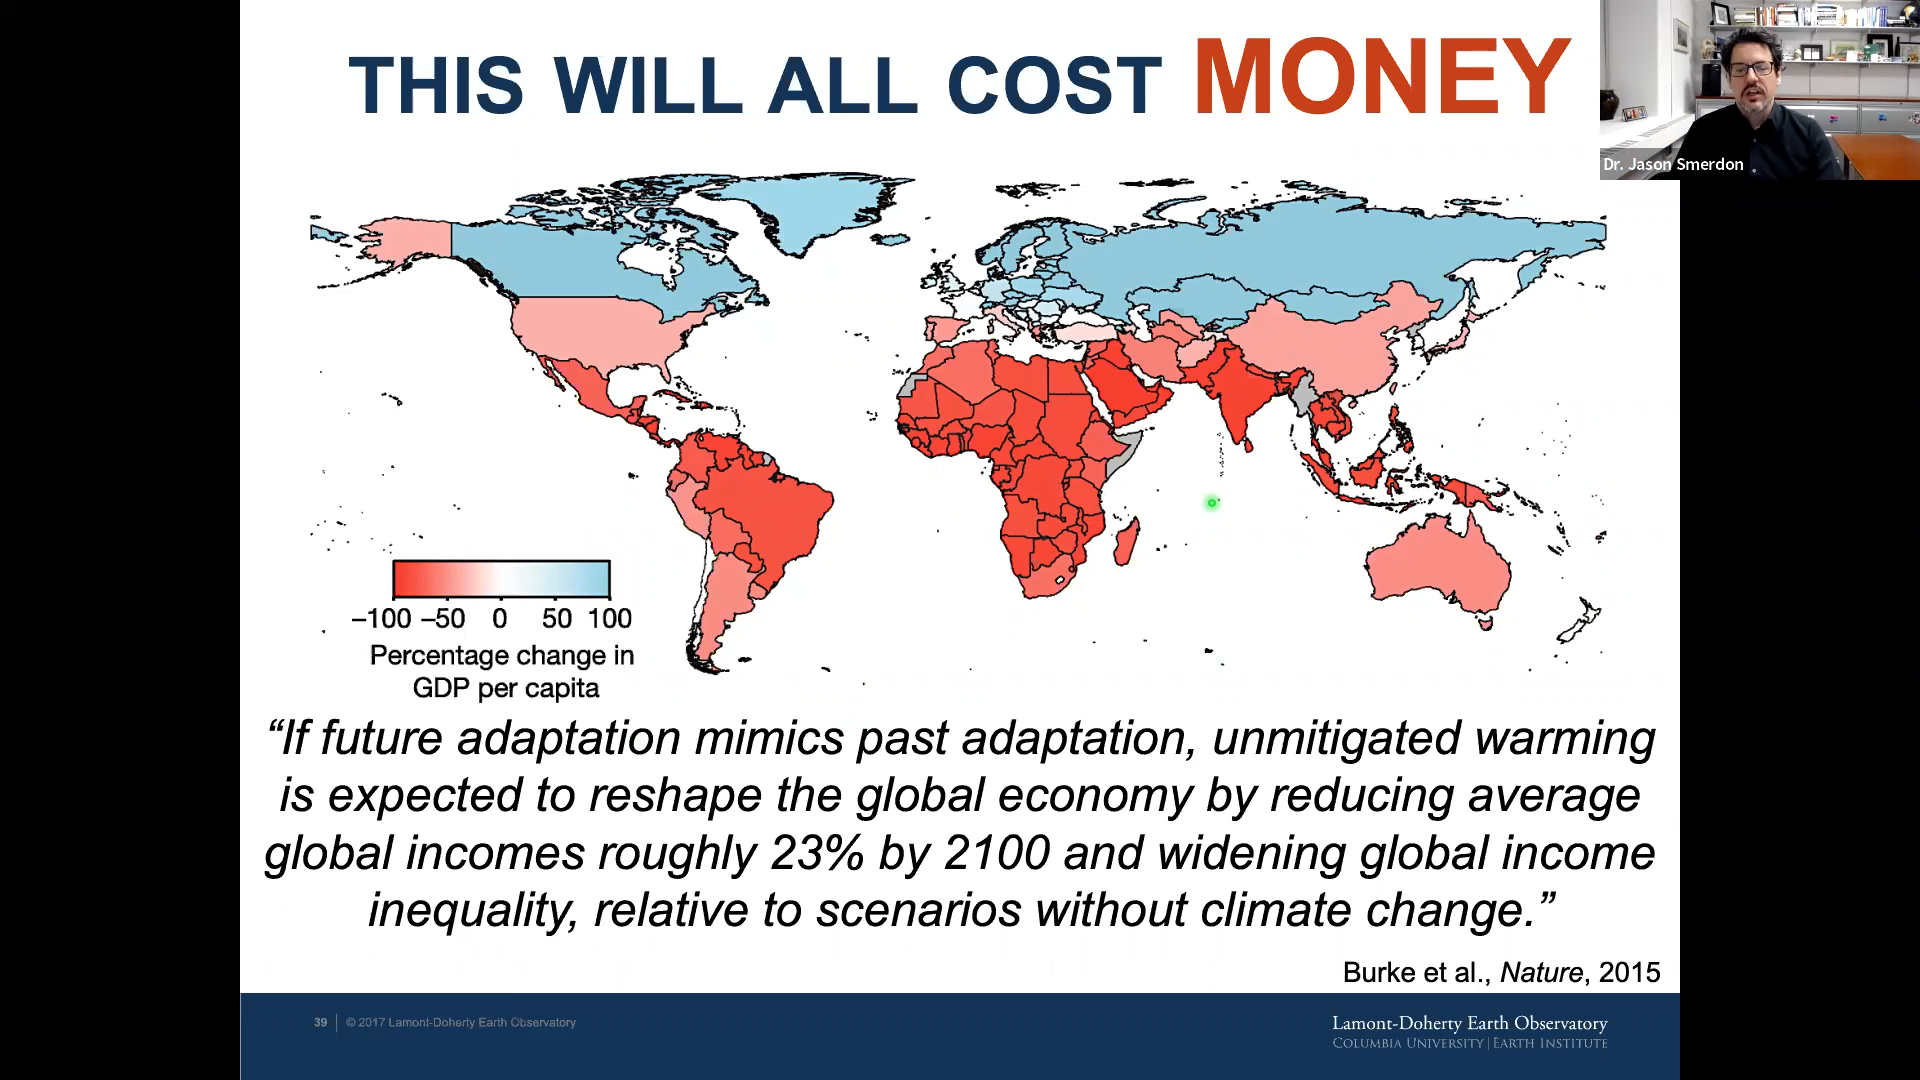 THIS WILL ALL COST MONEY
Dr. Jason Smerdon
–100 –50 0 50 100
Percentage change in
GDP per capita
“If future adaptation mimics past adaptation, unmitigated warming
is expected to reshape the global economy by reducing average
global incomes roughly 23% by 2100 and widening global income
inequality, relative to scenarios without climate change.”
Burke et al., Nature, 2015
39 | © 2017 Lamont-Doherty Earth Observatory
Lamont-Doherty Earth Observatory
COLUMBIA UNIVERSITY | EARTH INSTITUTE